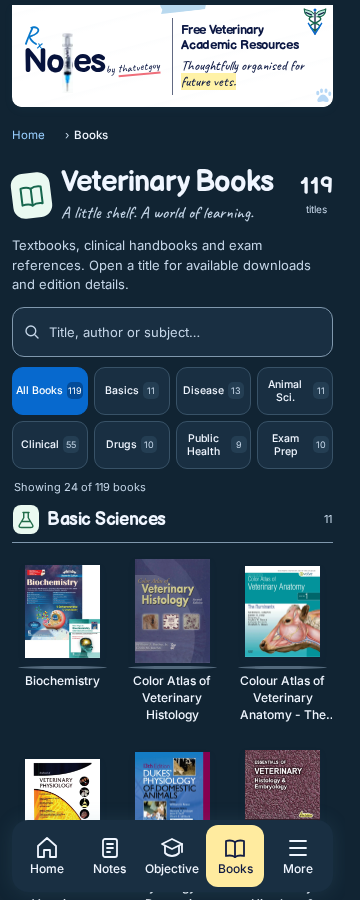 Rx
Notes by thatvetguy
Free Veterinary
Academic Resources
Thoughtfully organised for
future vets.
Home › Books
Veterinary Books
A little shelf. A world of learning.
119
titles
Textbooks, clinical handbooks and exam
references. Open a title for available downloads
and edition details.
Title, author or subject...
All Books 119
Basics 11
Disease 13
Animal
Sci. 11
Clinical 55
Drugs 10
Public
Health 9
Exam
Prep 10
Showing 24 of 119 books
Basic Sciences
11
Biochemistry
Color Atlas of
Veterinary
Histology
Color Atlas of
Veterinary Anatomy
Biochemistry
Color Atlas of
Veterinary
Histology
Colour Atlas of
Veterinary
Anatomy - The..
VETERINARY
PHYSIOLOGY
DUKES'
PHYSIOLOGY
OF DOMESTIC
ANIMALS
ESSENTIALS OF
VETERINARY
Histology &
Embryology
Home
Notes
Objective
Books
More